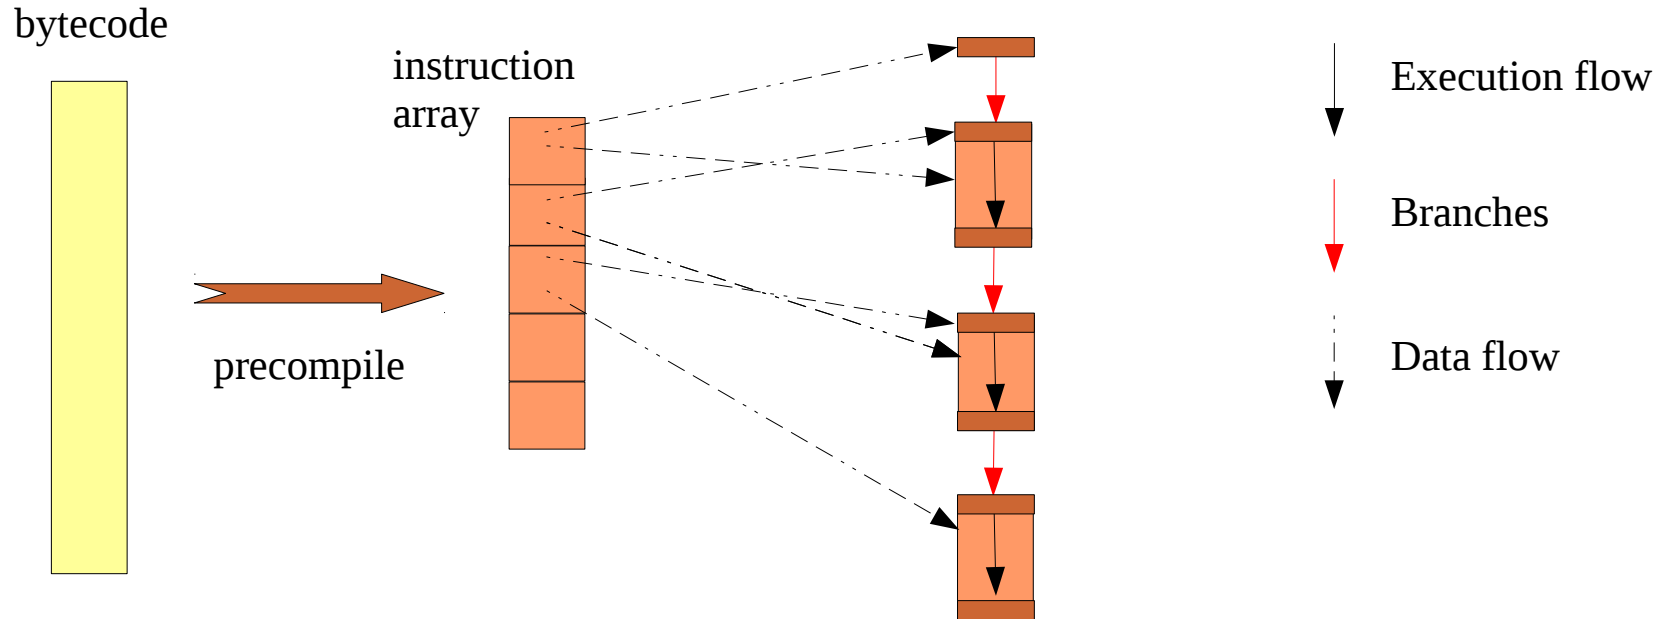 bytecode
instruction
array
precompile
Execution flow
Branches
Data flow